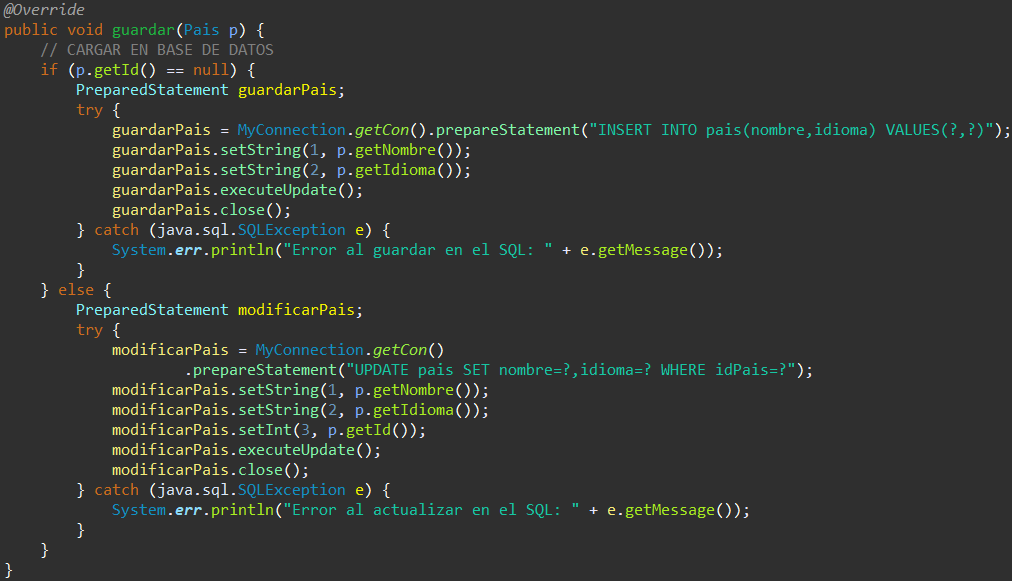 @Override
public void guardar(Pais p) {
    // CARGAR EN BASE DE DATOS
    if (p.getId() == null) {
        PreparedStatement guardarPais;
        try {
            guardarPais = MyConnection.getCon().prepareStatement("INSERT INTO pais(nombre,idioma) VALUES(?,?)");
            guardarPais.setString(1, p.getNombre());
            guardarPais.setString(2, p.getIdioma());
            guardarPais.executeUpdate();
            guardarPais.close();
        } catch (java.sql.SQLException e) {
            System.err.println("Error al guardar en el SQL: " + e.getMessage());
        }
    } else {
        PreparedStatement modificarPais;
        try {
            modificarPais = MyConnection.getCon()
                    .prepareStatement("UPDATE pais SET nombre=?,idioma=? WHERE idPais=?");
            modificarPais.setString(1, p.getNombre());
            modificarPais.setString(2, p.getIdioma());
            modificarPais.setInt(3, p.getId());
            modificarPais.executeUpdate();
            modificarPais.close();
        } catch (java.sql.SQLException e) {
            System.err.println("Error al actualizar en el SQL: " + e.getMessage());
        }
    }
}